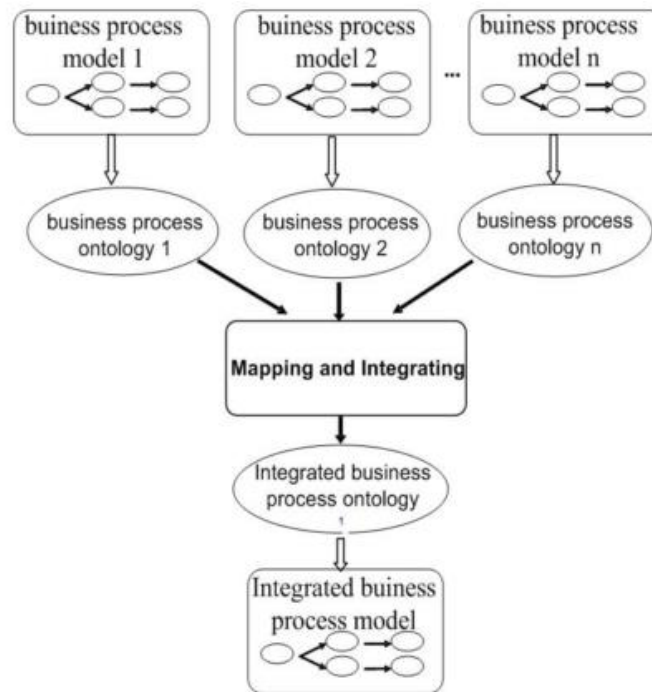 buiness process
model 1
buiness process
model 2
...
buiness process
model n
business process
ontology 1
business process
ontology 2
business process
ontology n
Mapping and Integrating
Integrated business
process ontology
Integrated buiness
process model